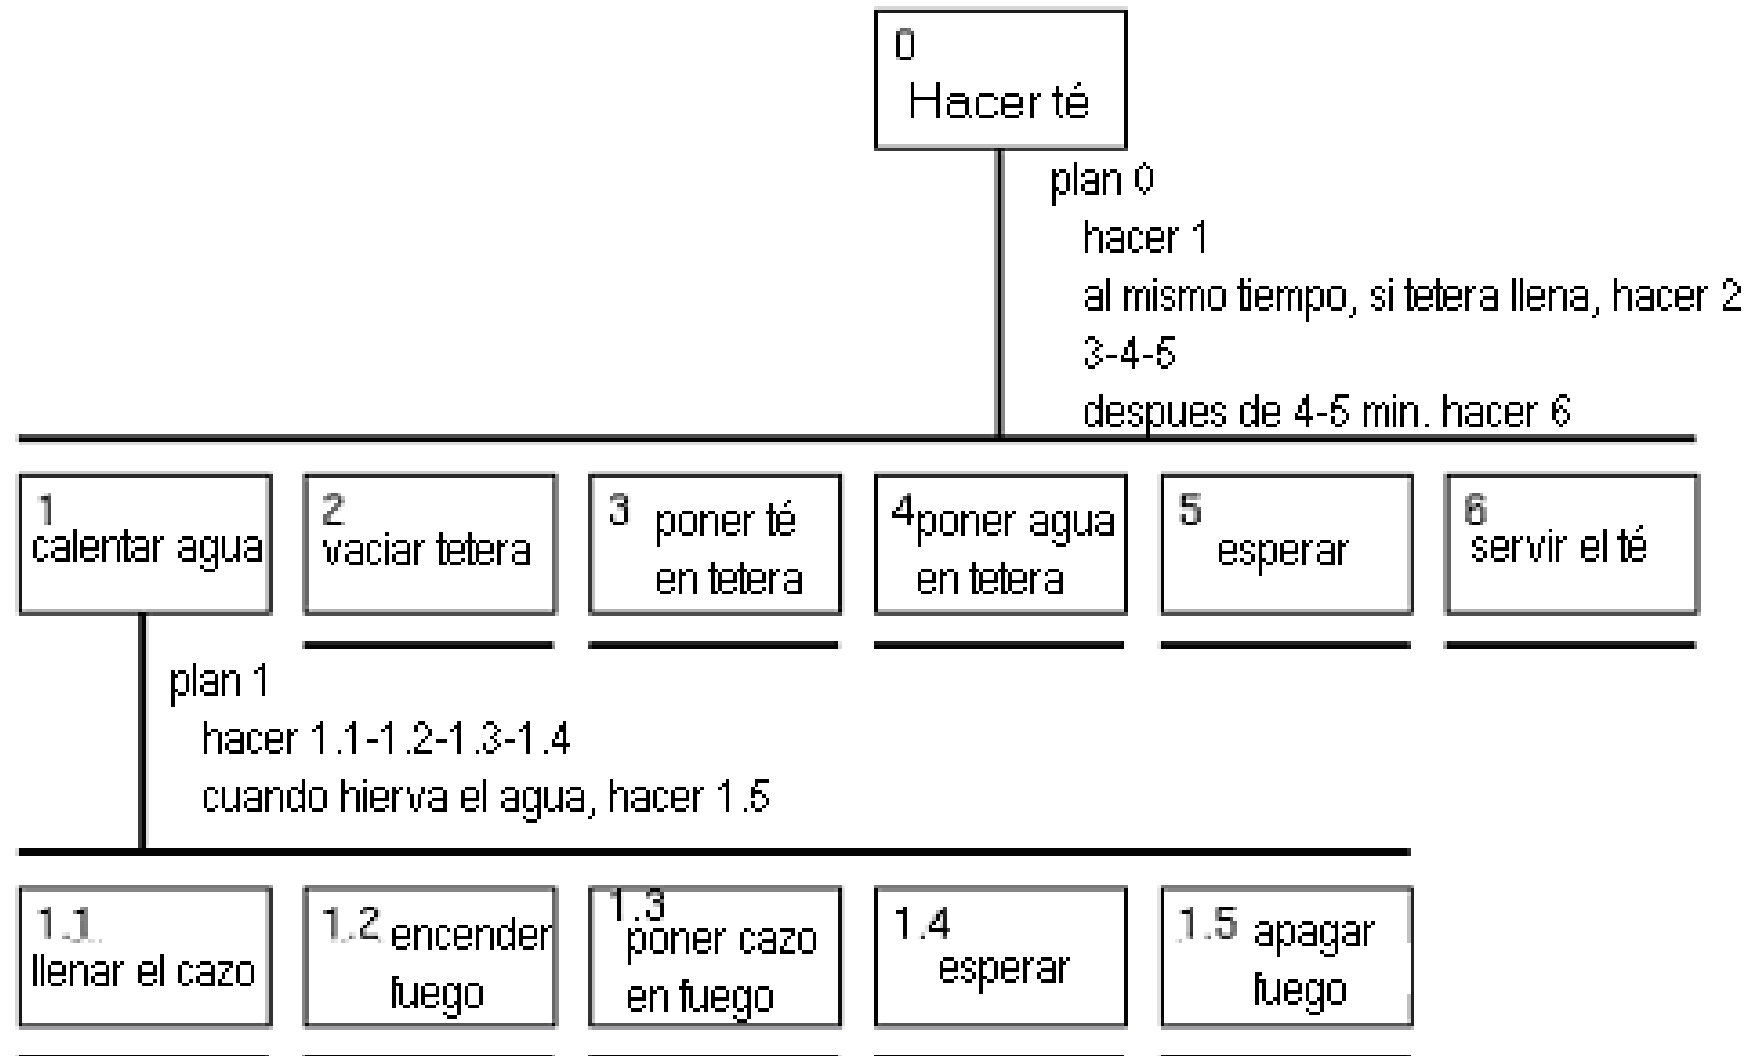 0
Hacer té
plan 0
hacer 1
al mismo tiempo, si tetera llena, hacer 2
3-4-5
despues de 4-5 min. hacer 6
1
calentar agua
2
vaciar tetera
3 poner té
en tetera
4 poner agua
en tetera
5
esperar
6
servir el té
plan 1
hacer 1.1-1.2-1.3-1.4
cuando hierva el agua, hacer 1.5
1.1
llenar el cazo
1.2 encender
fuego
1.3
poner cazo
en fuego
1.4
esperar
1.5 apagar
fuego